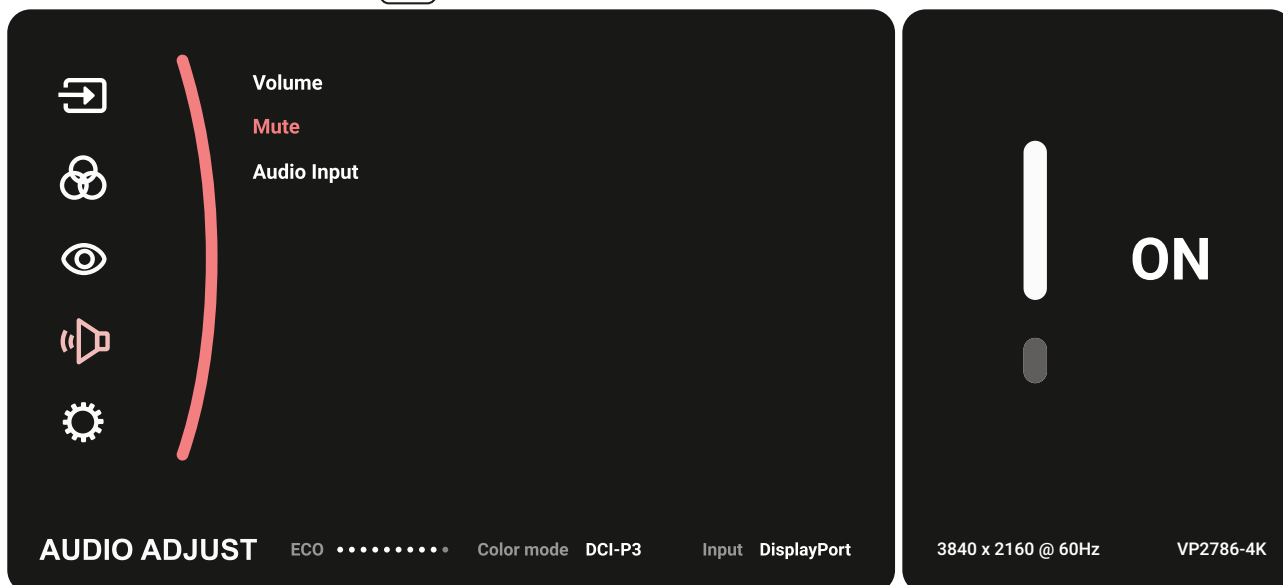 Volume
Mute
Audio Input
ON
AUDIO ADJUST ECO Color mode DCI-P3 Input DisplayPort 3840 x 2160 @ 60Hz VP2786-4K